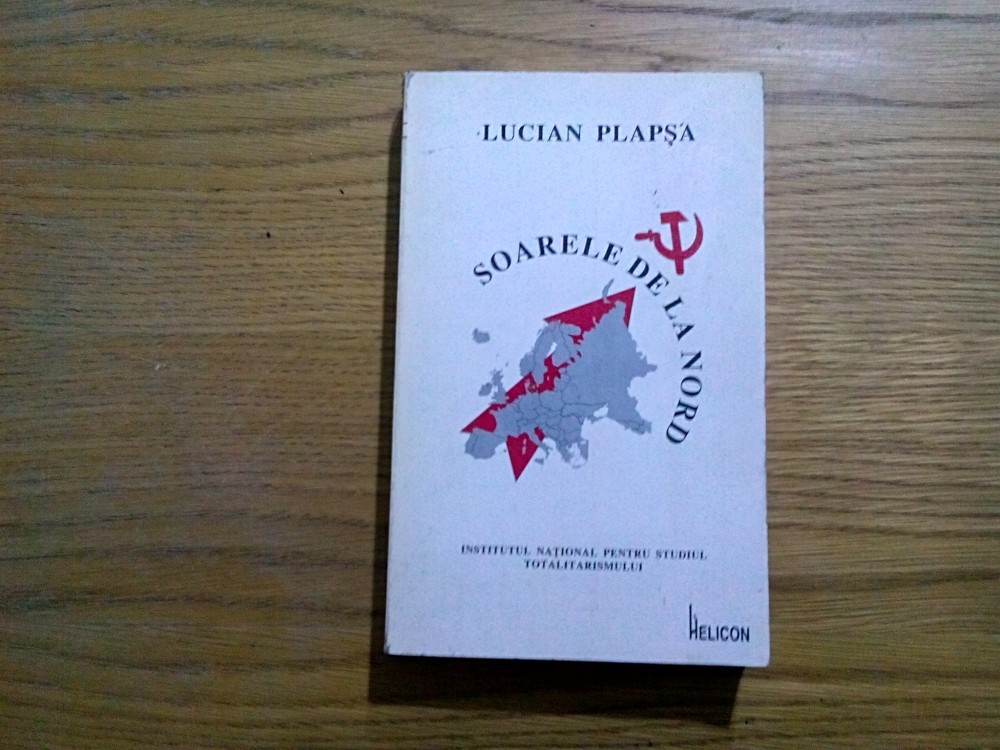 LUCIAN PLAPȘA
SOARELE DE LA NORD
INSTITUTUL NAȚIONAL PENTRU STUDIUL
TOTALITARISMULUI
HELICON